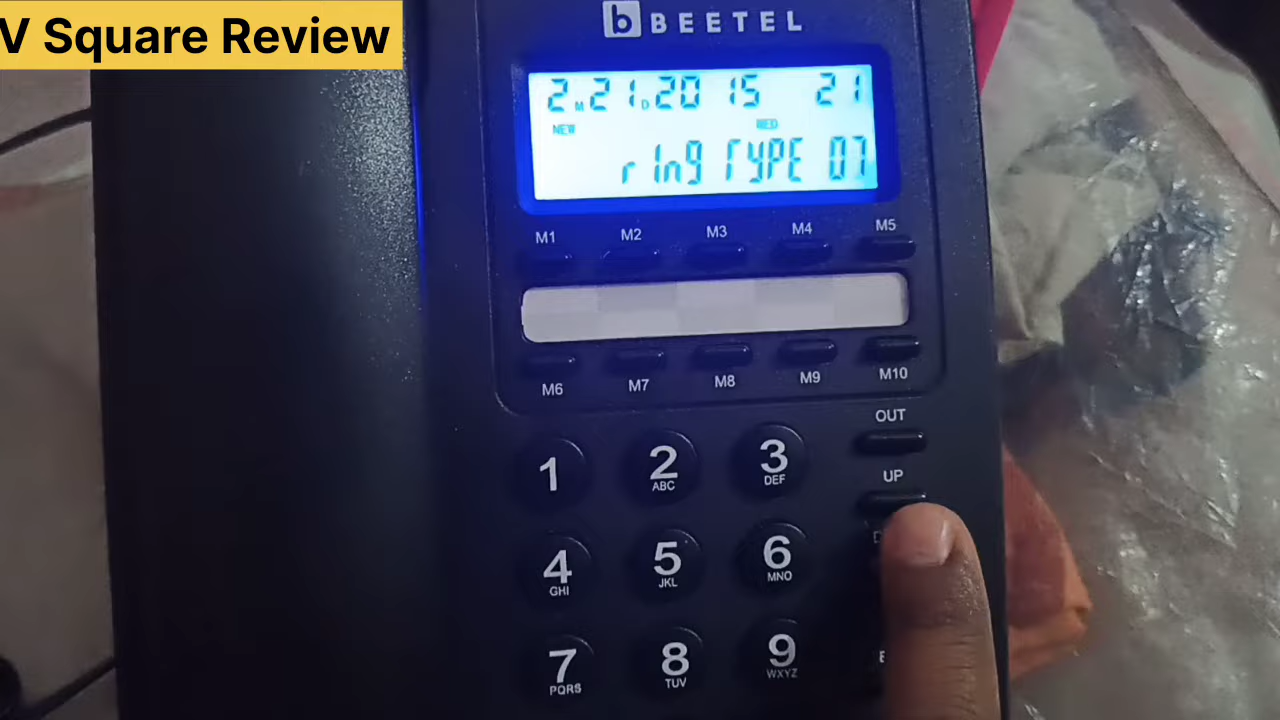 V Square Review
b BEETEL
2 M 21 D 20 15 21
NEW WED
ring TYPE 07
M1 M2 M3 M4 M5
M6 M7 M8 M9 M10
OUT
UP
1 2 ABC 3 DEF
4 GHI 5 JKL 6 MNO
7 PQRS 8 TUV 9 WXYZ